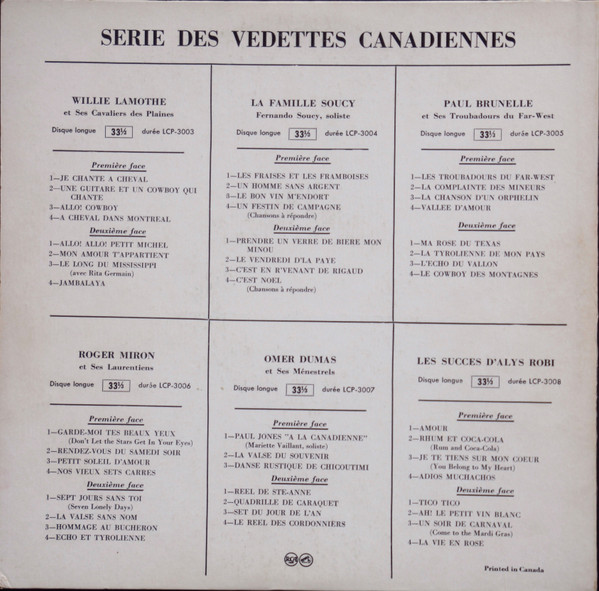 SERIE DES VEDETTES CANADIENNES
WILLIE LAMOTHE
et Ses Cavaliers des Plaines
Disque longue 33⅓ durée LCP-3003
Première face
1—JE CHANTE A CHEVAL
2—UNE GUITARE ET UN COWBOY QUI
CHANTE
3—ALLO! COWBOY
4—A CHEVAL DANS MONTREAL
Deuxième face
1—ALLO! ALLO! PETIT MICHEL
2—MON AMOUR T'APPARTIENT
3—LE LONG DU MISSISSIPPI
(avec Rita Germain)
4—JAMBALAYA
LA FAMILLE SOUCY
Fernando Soucy, soliste
Disque longue 33⅓ durée LCP-3004
Première face
1—LES FRAISES ET LES FRAMBOISES
2—UN HOMME SANS ARGENT
3—LE BON VIN M'ENDORT
4—UN FESTIN DE CAMPAGNE
(Chansons à répondre)
Deuxième face
1—PRENDRE UN VERRE DE BIERE MON
MINOU
2—LE VENDREDI D'LA PAYE
3—C'EST EN R'VENANT DE RIGAUD
4—C'EST NOEL
(Chansons à répondre)
PAUL BRUNELLE
et Ses Troubadours du Far-West
Disque longue 33⅓ durée LCP-3005
Première face
1—LES TROUBADOURS DU FAR-WEST
2—LA COMPLAINTE DES MINEURS
3—LA CHANSON D'UN ORPHELIN
4—VALLEE D'AMOUR
Deuxième face
1—MA ROSE DU TEXAS
2—LA TYROLIENNE DE MON PAYS
3—L'ECHO DU VALLON
4—LE COWBOY DES MONTAGNES
ROGER MIRON
et Ses Laurentiens
Disque longue 33⅓ durée LCP-3006
Première face
1—GARDE-MOI TES BEAUX YEUX
(Don't Let the Stars Get In Your Eyes)
2—RENDEZ-VOUS DU SAMEDI SOIR
3—PETIT SOLEIL D'AMOUR
4—NOS VIEUX SETS CARRES
Deuxième face
1—SEPT JOURS SANS TOI
(Seven Lonely Days)
2—LA VALSE SANS NOM
3—HOMMAGE AU BUCHERON
4—ECHO ET TYROLIENNE
OMER DUMAS
et Ses Ménestrels
Disque longue 33⅓ durée LCP-3007
Première face
1—PAUL JONES "A LA CANADIENNE"
(Mariette Vaillant, soliste)
2—LA VALSE DU SOUVENIR
3—DANSE RUSTIQUE DE CHICOUTIMI
Deuxième face
1—REEL DE STE-ANNE
2—QUADRILLE DE CARAQUET
3—SET DU JOUR DE L'AN
4—LE REEL DES CORDONNIÈRS
LES SUCCES D'ALYS ROBI
Disque longue 33⅓ durée LCP-3008
Première face
1—AMOUR
2—RHUM ET COCA-COLA
(Rum and Coca-Cola)
3—JE TE TIENS SUR MON COEUR
(You Belong to My Heart)
4—ADIOS MUCHACHOS
Deuxième face
1—TICO TICO
2—AH! LE PETIT VIN BLANC
3—UN SOIR DE CARNAVAL
(Come to the Mardi Gras)
4—LA VIE EN ROSE
RCA
Printed in Canada